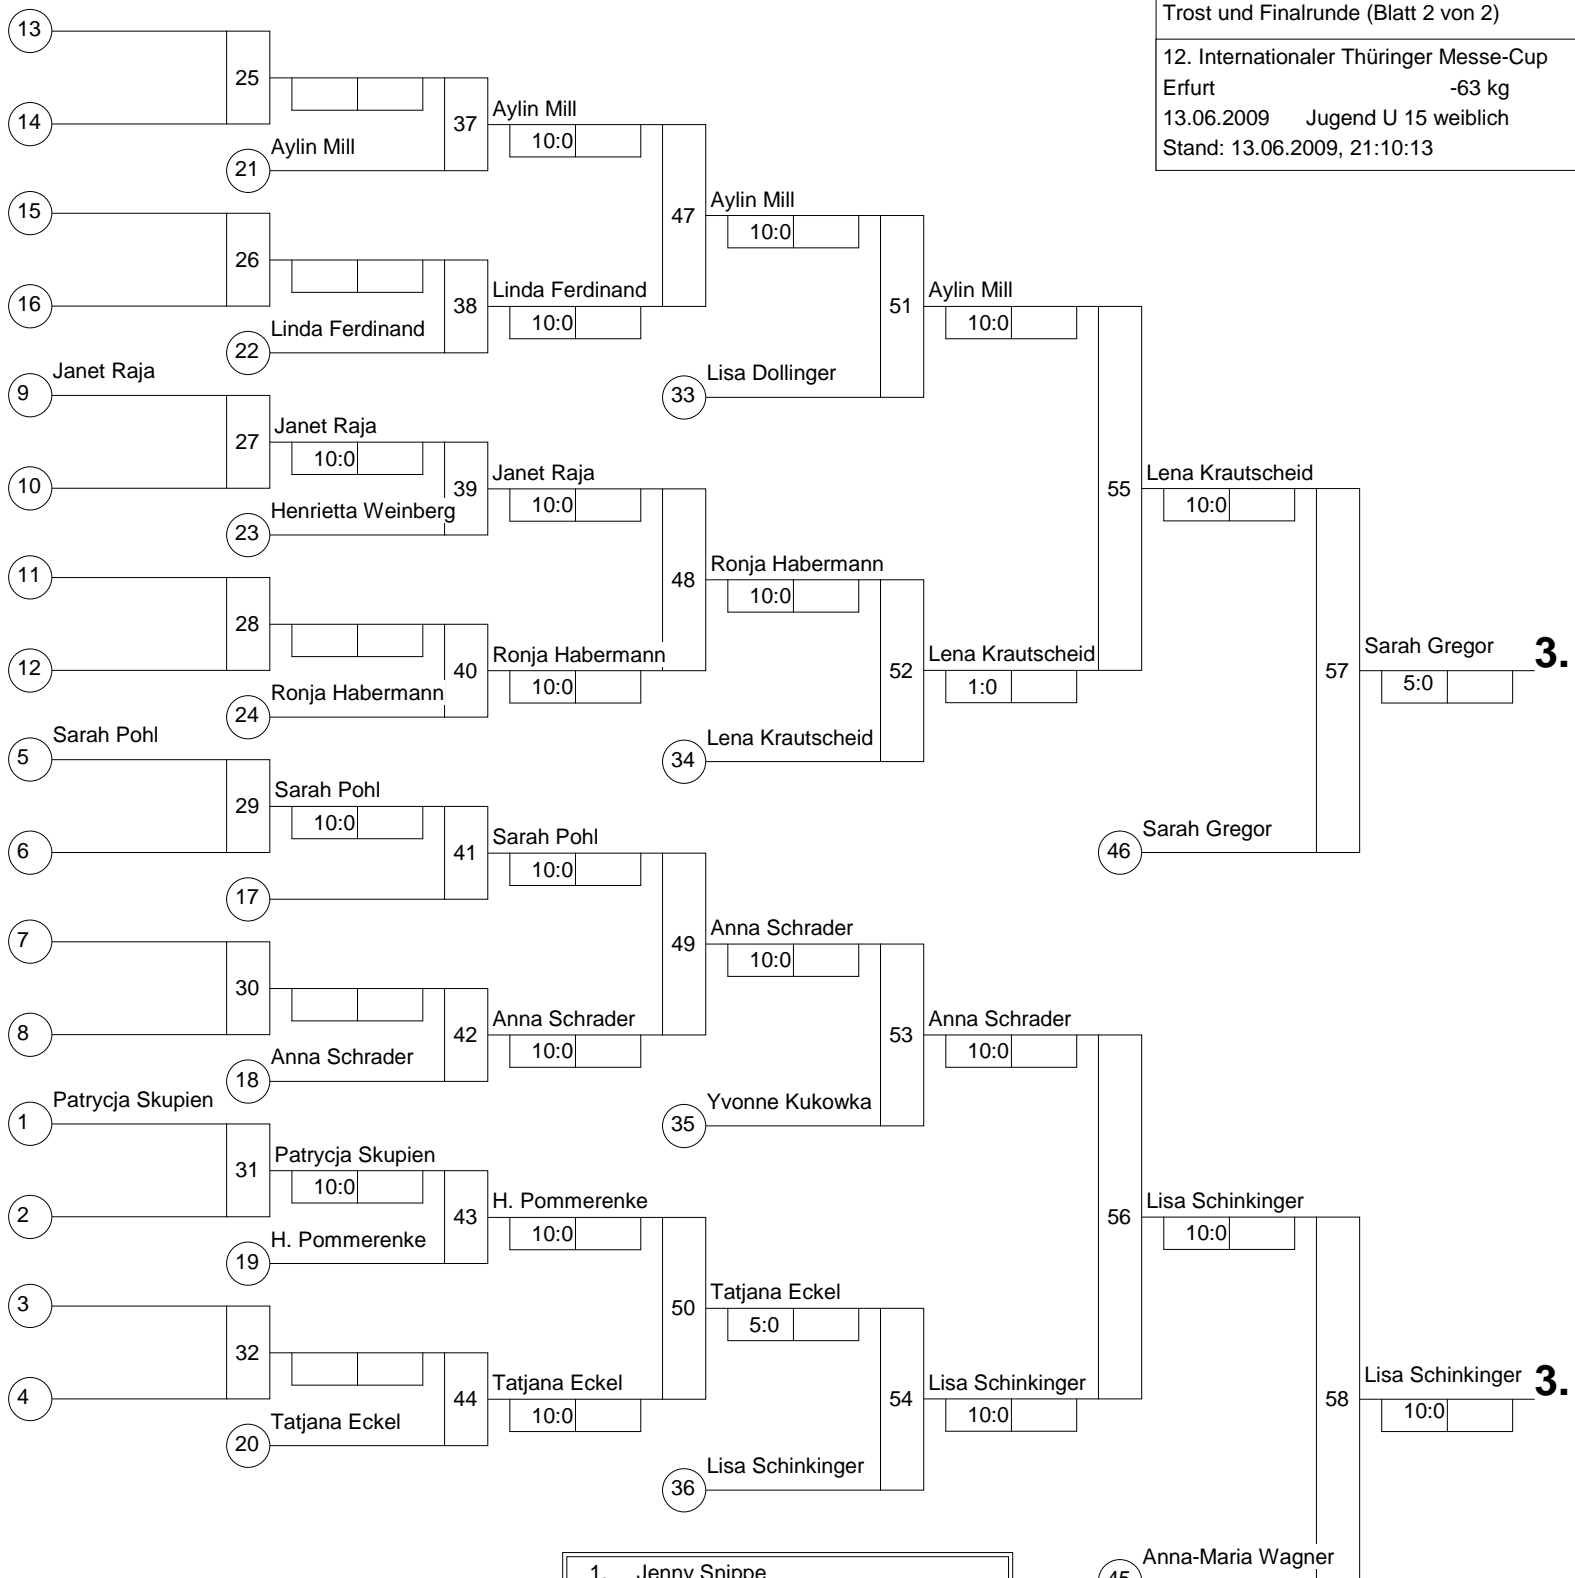 Trost und Finalrunde (Blatt 2 von 2)
12. Internationaler Thüringer Messe-Cup
Erfurt -63 kg
13.06.2009 Jugend U 15 weiblich
Stand: 13.06.2009, 21:10:13
13
25
14
37
Aylin Mill
10:0
21
Aylin Mill
15
26
16
38
Linda Ferdinand
10:0
22
Linda Ferdinand
47
Aylin Mill
10:0
51
Aylin Mill
10:0
33
Lisa Dollinger
9
Janet Raja
27
Janet Raja
10:0
10
39
Janet Raja
10:0
23
Henrietta Weinberg
11
28
12
40
Ronja Habermann
10:0
24
Ronja Habermann
48
Ronja Habermann
10:0
52
Lena Krautscheid
1:0
34
Lena Krautscheid
55
Lena Krautscheid
10:0
57
Sarah Gregor
3.
5:0
46
Sarah Gregor
5
Sarah Pohl
29
Sarah Pohl
10:0
6
41
Sarah Pohl
10:0
17
7
30
8
42
Anna Schrader
10:0
18
Anna Schrader
49
Anna Schrader
10:0
53
Anna Schrader
10:0
35
Yvonne Kukowka
1
Patrycja Skupien
31
Patrycja Skupien
10:0
2
43
H. Pommerenke
10:0
19
H. Pommerenke
3
32
4
44
Tatjana Eckel
10:0
20
Tatjana Eckel
50
Tatjana Eckel
5:0
54
Lisa Schinkinger
10:0
36
Lisa Schinkinger
56
Lisa Schinkinger
10:0
58
Lisa Schinkinger
3.
10:0
45
Anna-Maria Wagner
1. Jenny Snippe